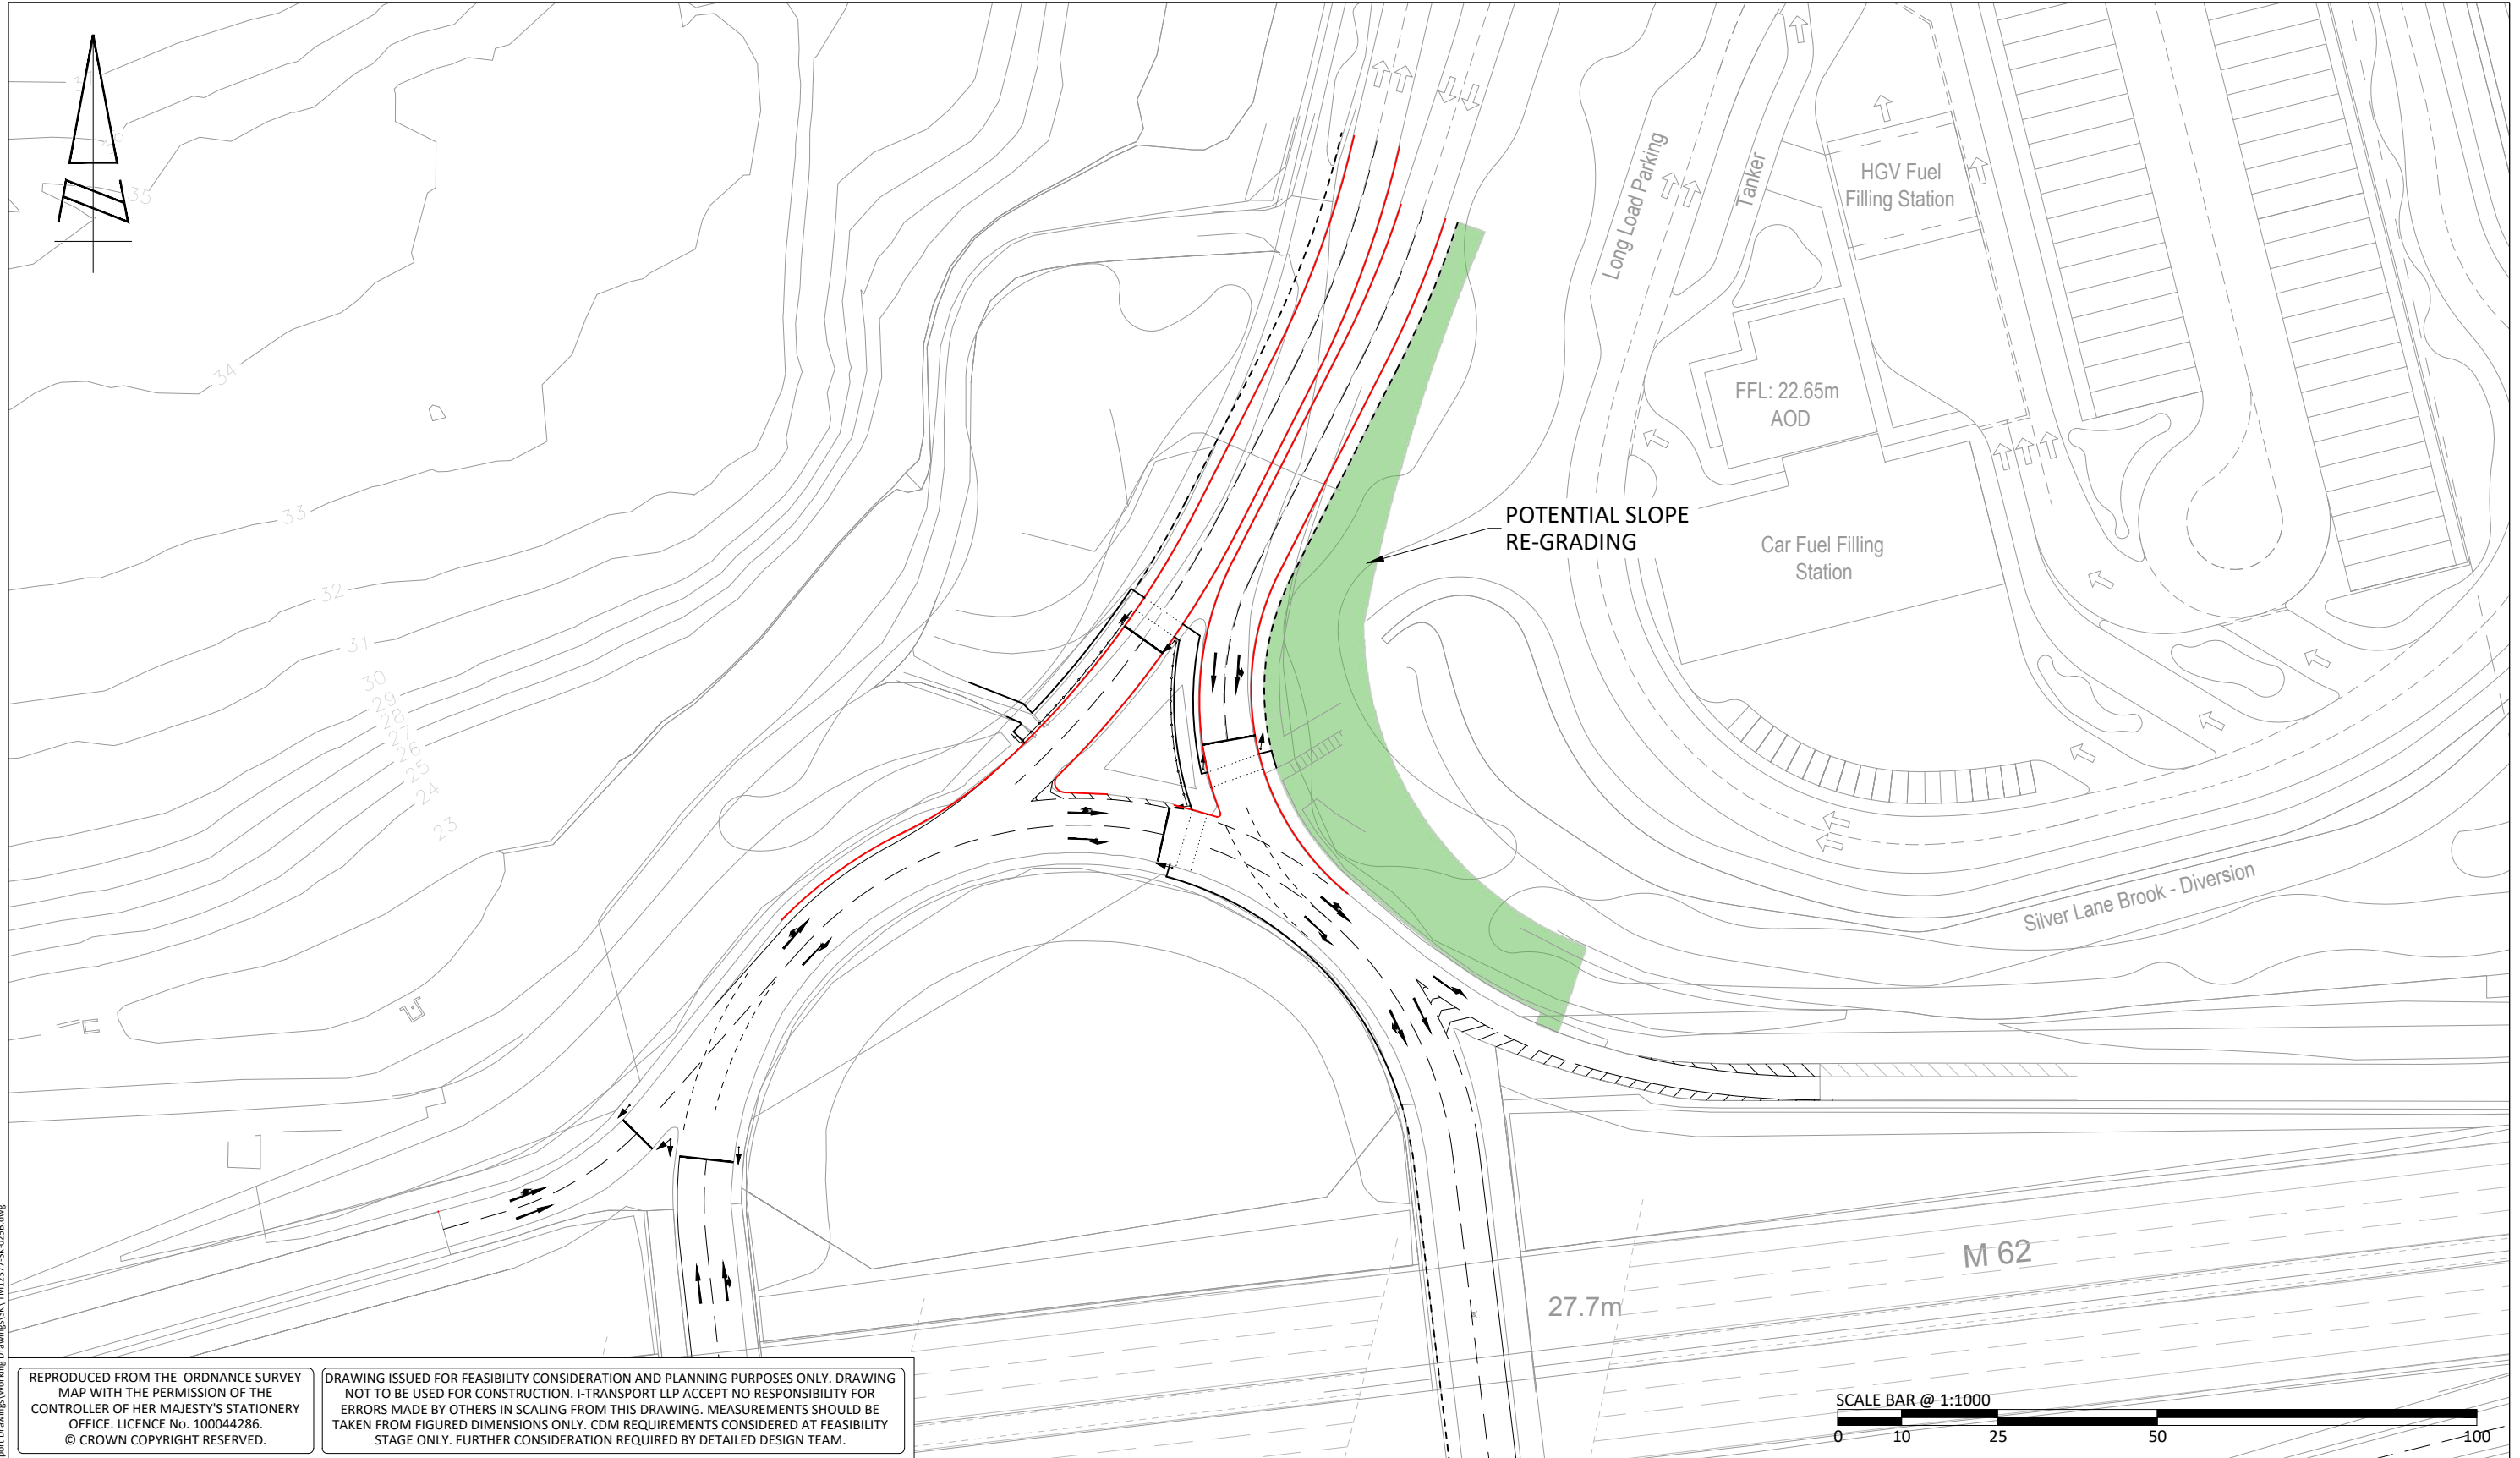 35
34
33
32
31
30
29
28
27
26
25
24
23
Long Load Parking
Tanker
HGV Fuel
Filling Station
FFL: 22.65m
AOD
POTENTIAL SLOPE
RE-GRADING
Car Fuel Filling
Station
Silver Lane Brook - Diversion
M 62
27.7m
REPRODUCED FROM THE ORDNANCE SURVEY
MAP WITH THE PERMISSION OF THE
CONTROLLER OF HER MAJESTY'S STATIONERY
OFFICE. LICENCE No. 100044286.
© CROWN COPYRIGHT RESERVED.
DRAWING ISSUED FOR FEASIBILITY CONSIDERATION AND PLANNING PURPOSES ONLY. DRAWING
NOT TO BE USED FOR CONSTRUCTION. I-TRANSPORT LLP ACCEPT NO RESPONSIBILITY FOR
ERRORS MADE BY OTHERS IN SCALING FROM THIS DRAWING. MEASUREMENTS SHOULD BE
TAKEN FROM FIGURED DIMENSIONS ONLY. CDM REQUIREMENTS CONSIDERED AT FEASIBILITY
STAGE ONLY. FURTHER CONSIDERATION REQUIRED BY DETAILED DESIGN TEAM.
SCALE BAR @ 1:1000
0 10 25 50 100